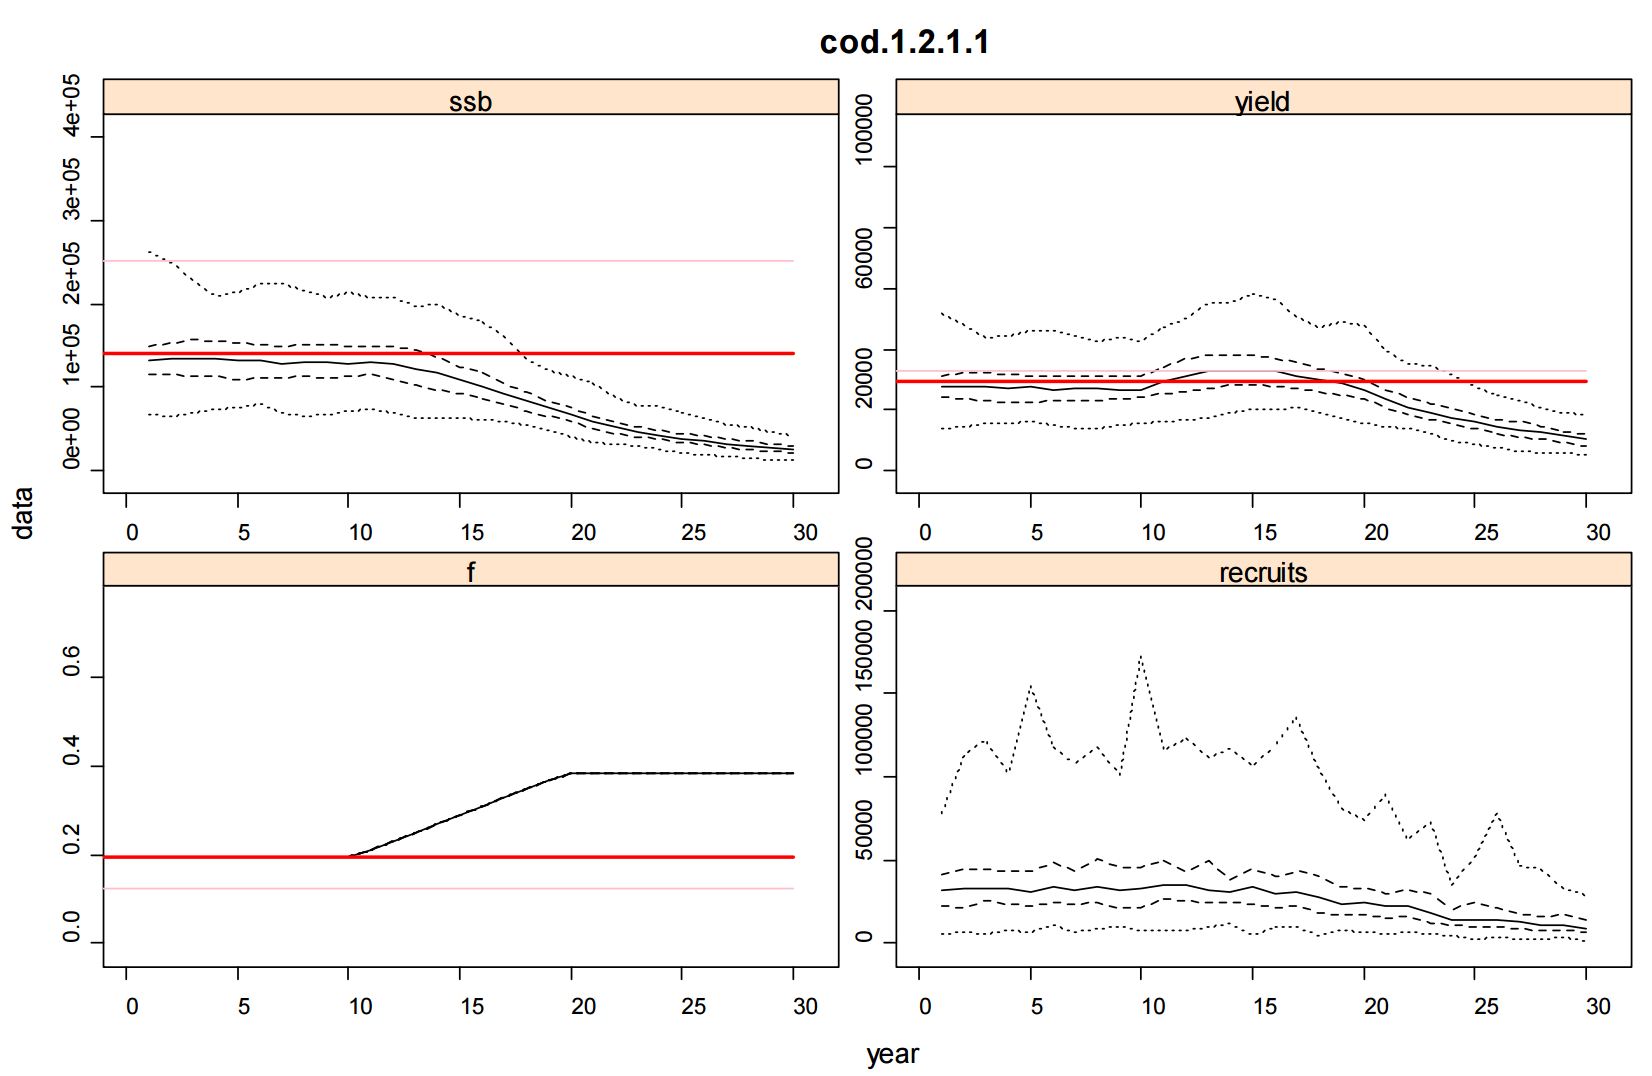 cod.1.2.1.1
ssb
yield
4e+05
3e+05
2e+05
1e+05
0e+00
100000
60000
20000
0
0 5 10 15 20 25 30
0 5 10 15 20 25 30
data
f
recruits
0.6
0.4
0.2
0.0
200000
150000
100000
50000
0
0 5 10 15 20 25 30
0 5 10 15 20 25 30
year